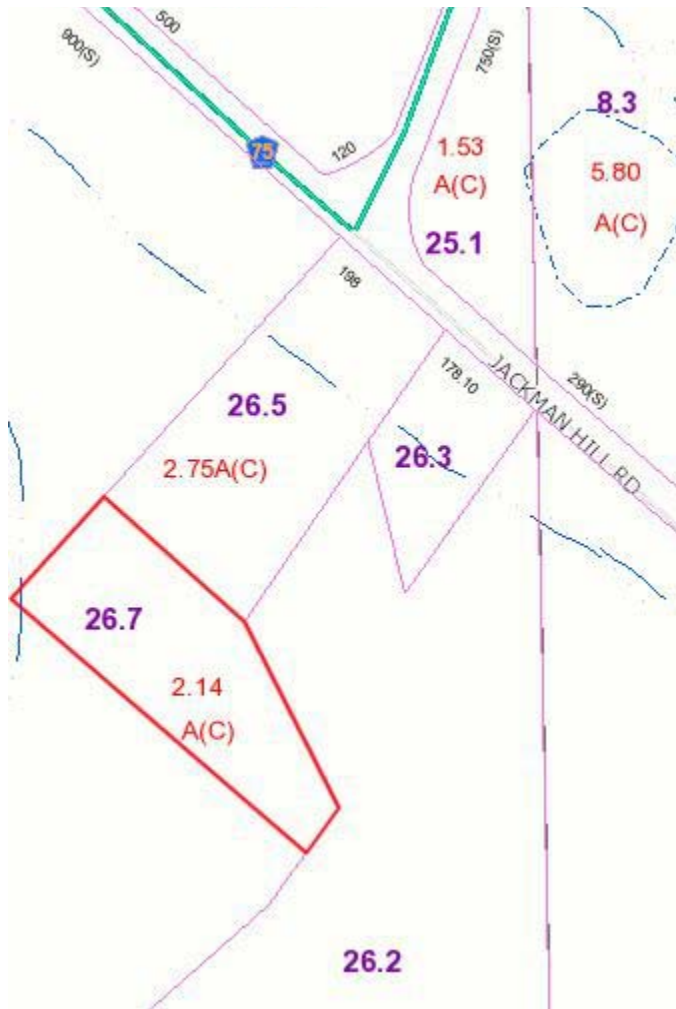 500
900(S)
750(S)
8.3
75
120
1.53
A(C)
5.80
A(C)
25.1
198
178.10
JACKMAN HILL RD
290(S)
26.5
26.3
2.75A(C)
26.7
2.14
A(C)
26.2